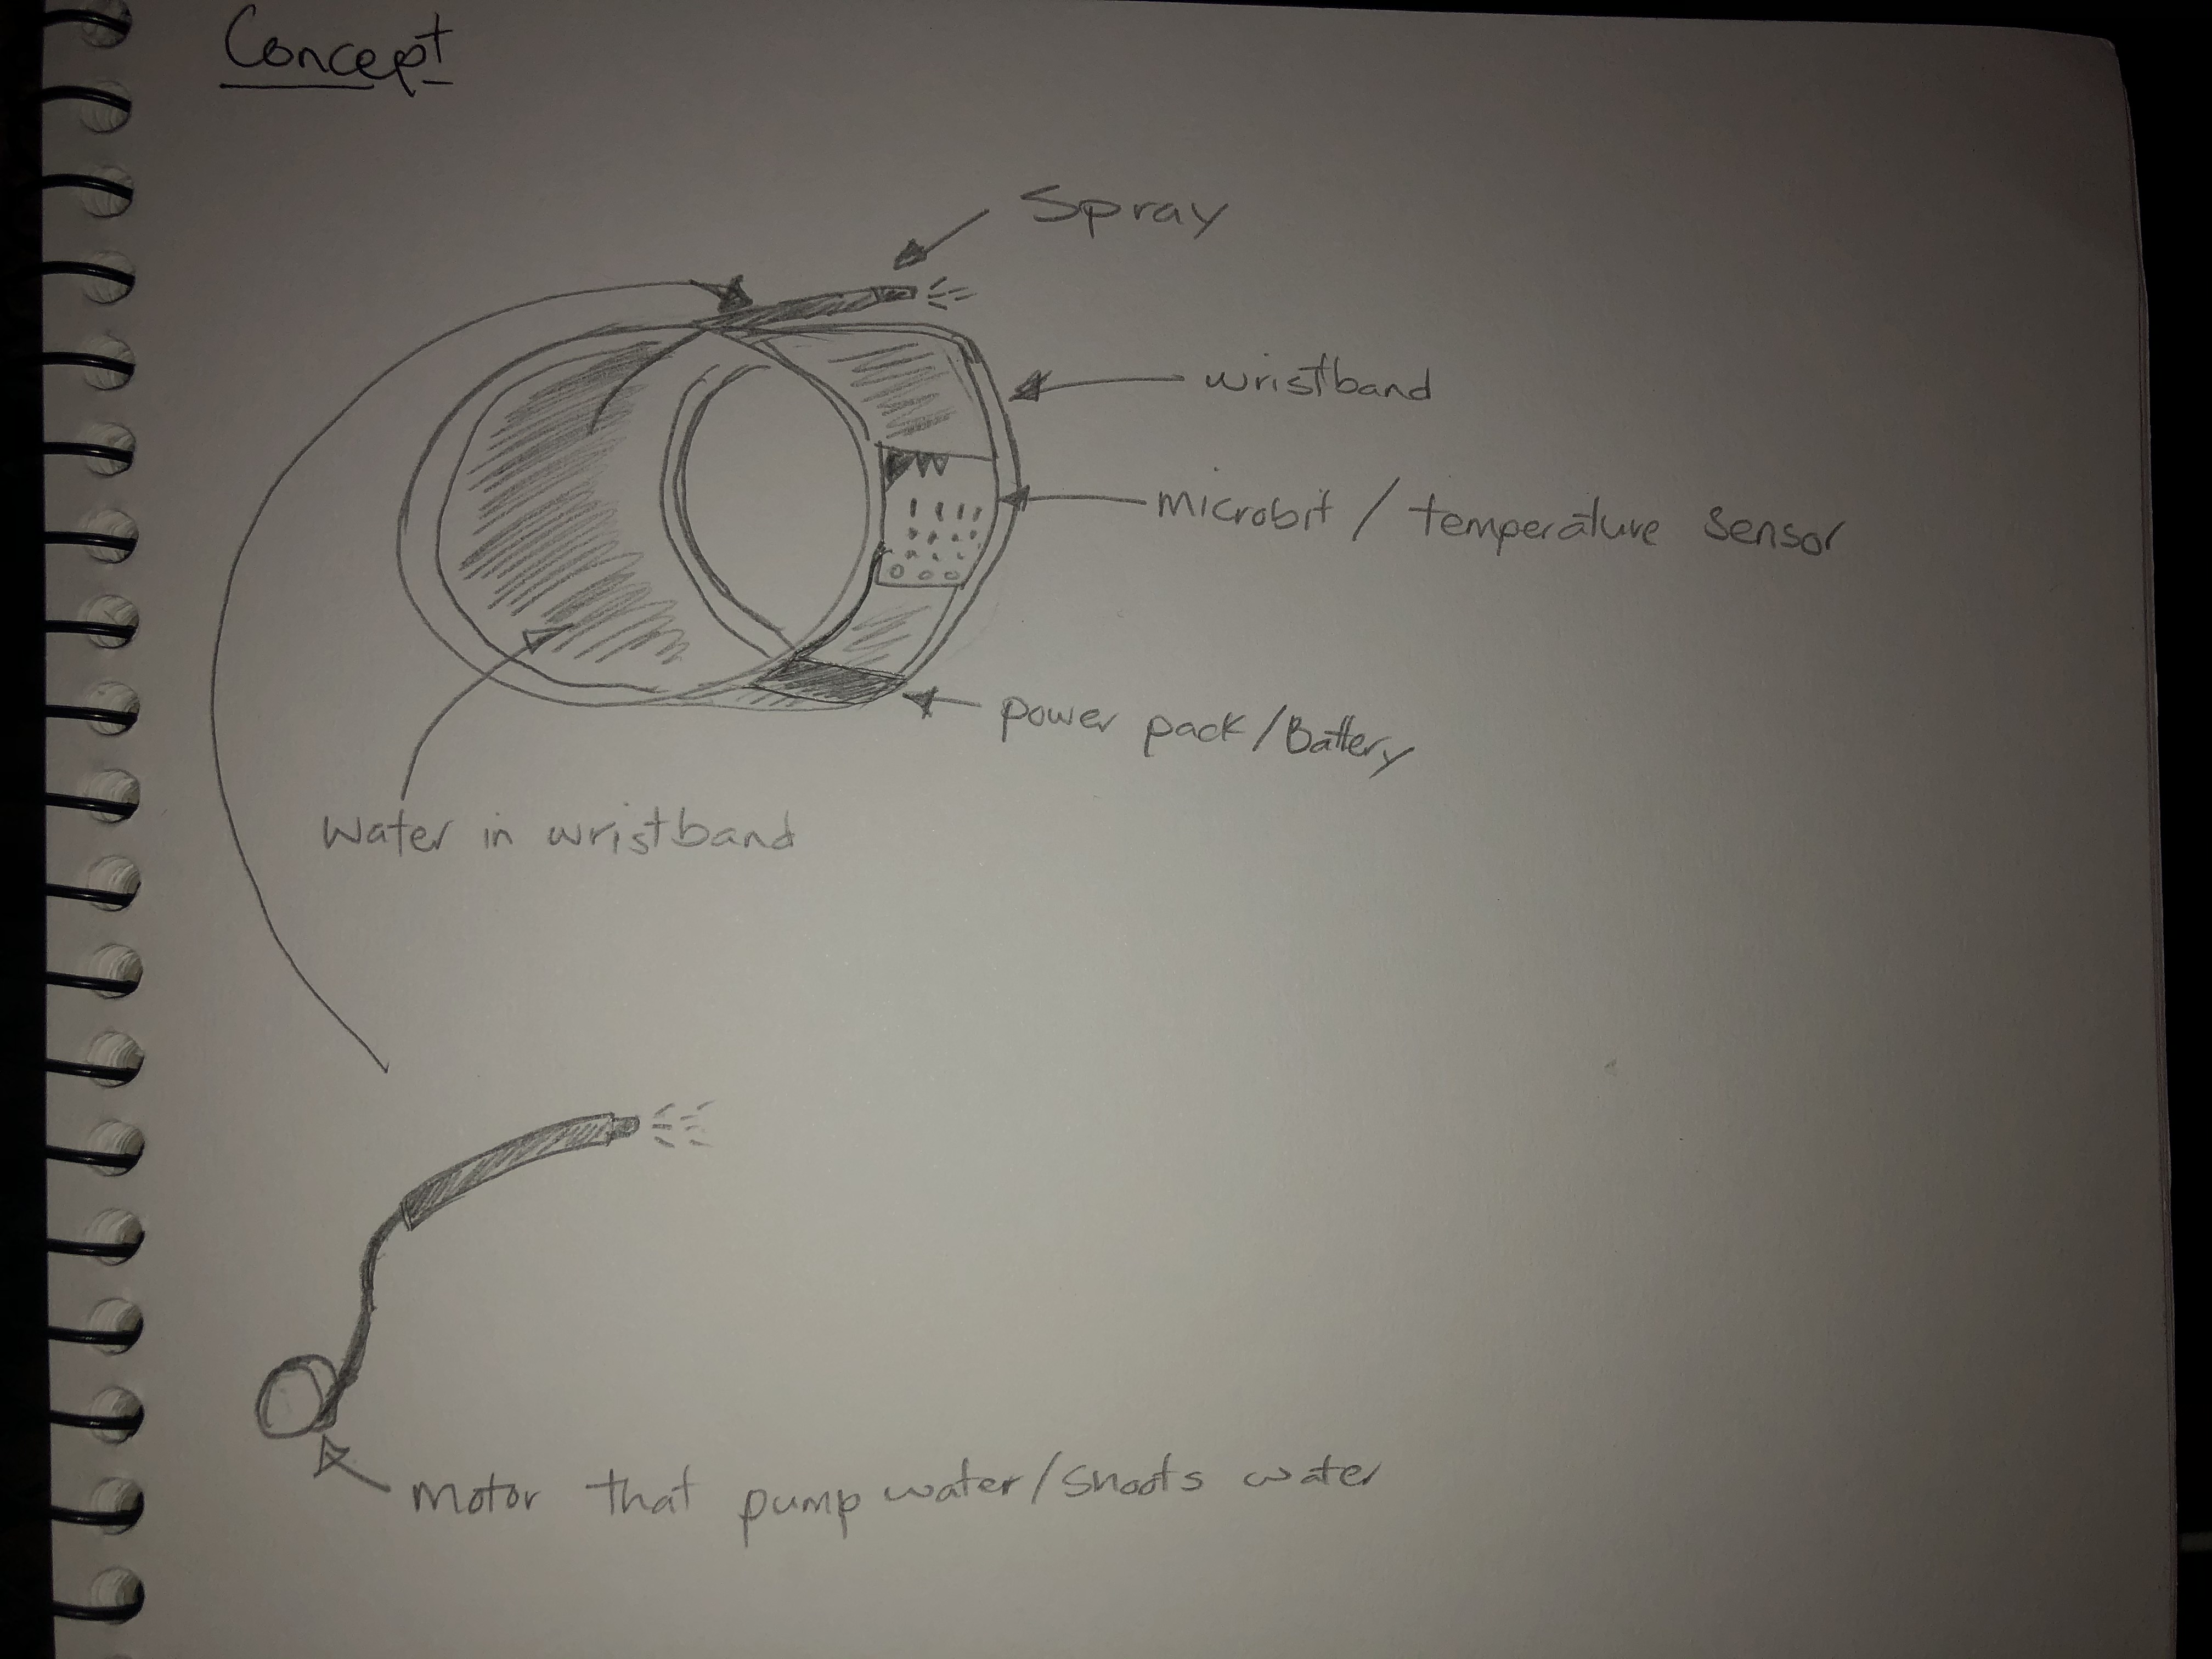 Concept
Spray
wristband
microbit / temperature sensor
power pack / Battery
water in wristband
motor that pump water / shoots water